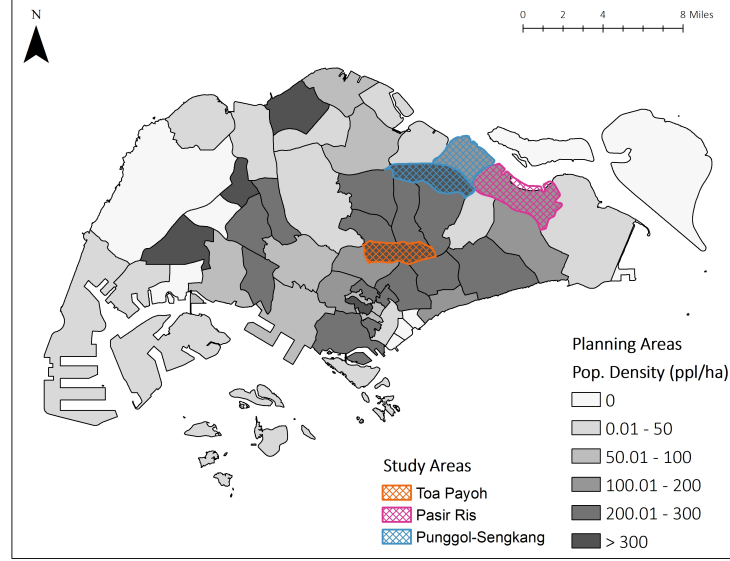 N
0 2 4 8 Miles
Planning Areas
Pop. Density (ppl/ha)
0
0.01 - 50
50.01 - 100
100.01 - 200
200.01 - 300
> 300
Study Areas
Toa Payoh
Pasir Ris
Punggol-Sengkang